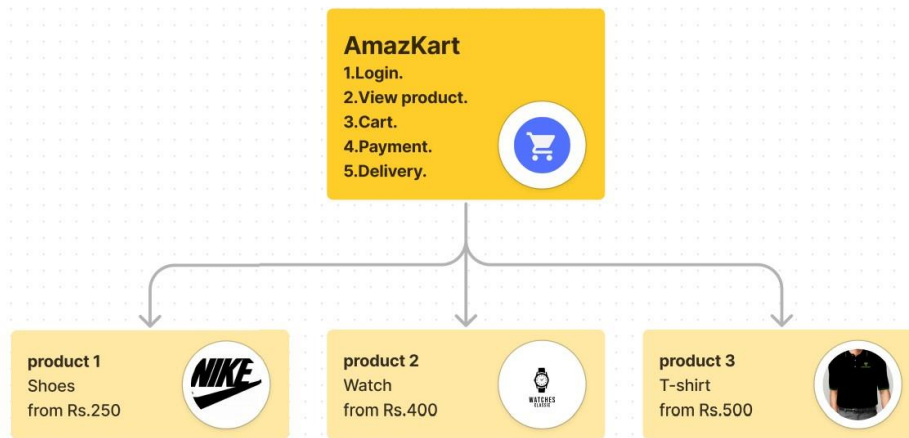 AmazKart
1.Login.
2.View product.
3.Cart.
4.Payment.
5.Delivery.
product 1
Shoes
from Rs.250
NIKE
product 2
Watch
from Rs.400
WATCHES
CLASSIC
product 3
T-shirt
from Rs.500